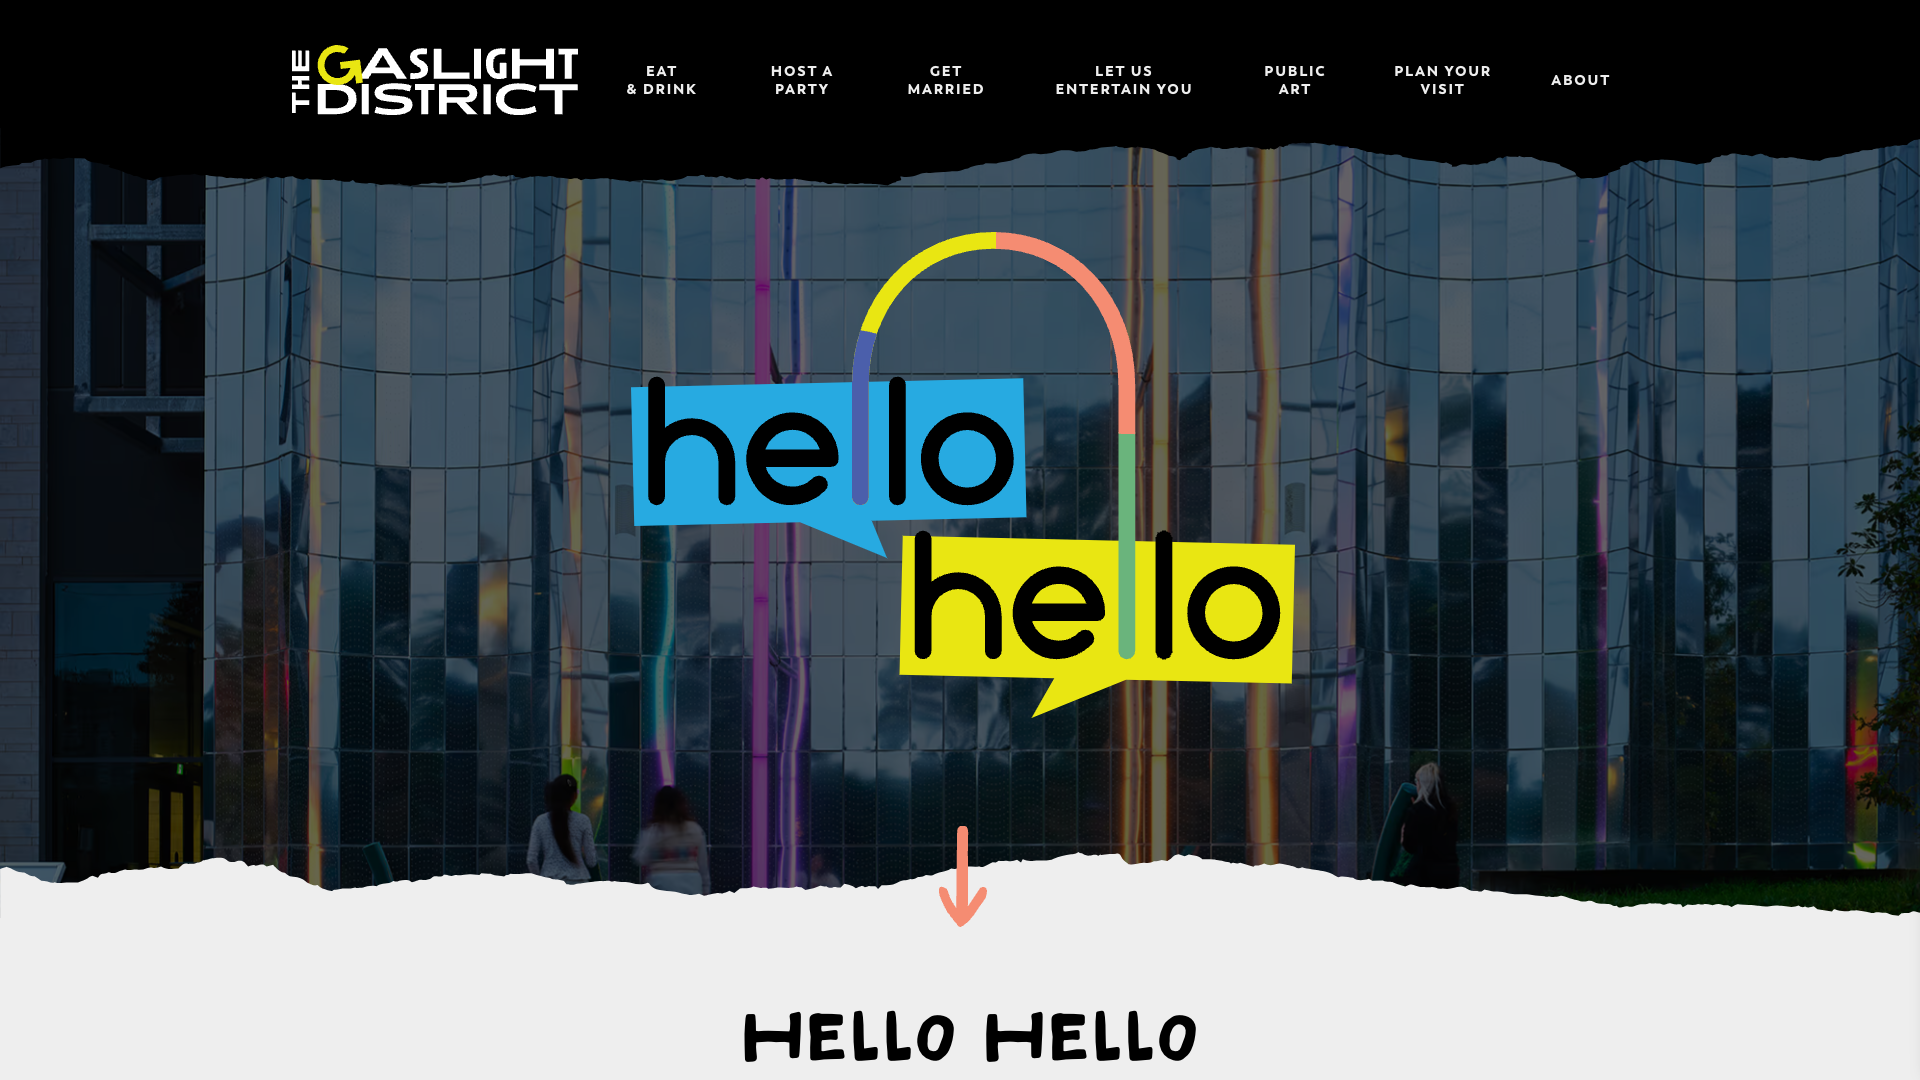 THE GASLIGHT
DISTRICT
EAT
& DRINK
HOST A
PARTY
GET
MARRIED
LET US
ENTERTAIN YOU
PUBLIC
ART
PLAN YOUR
VISIT
ABOUT
hello
hello
HELLO HELLO